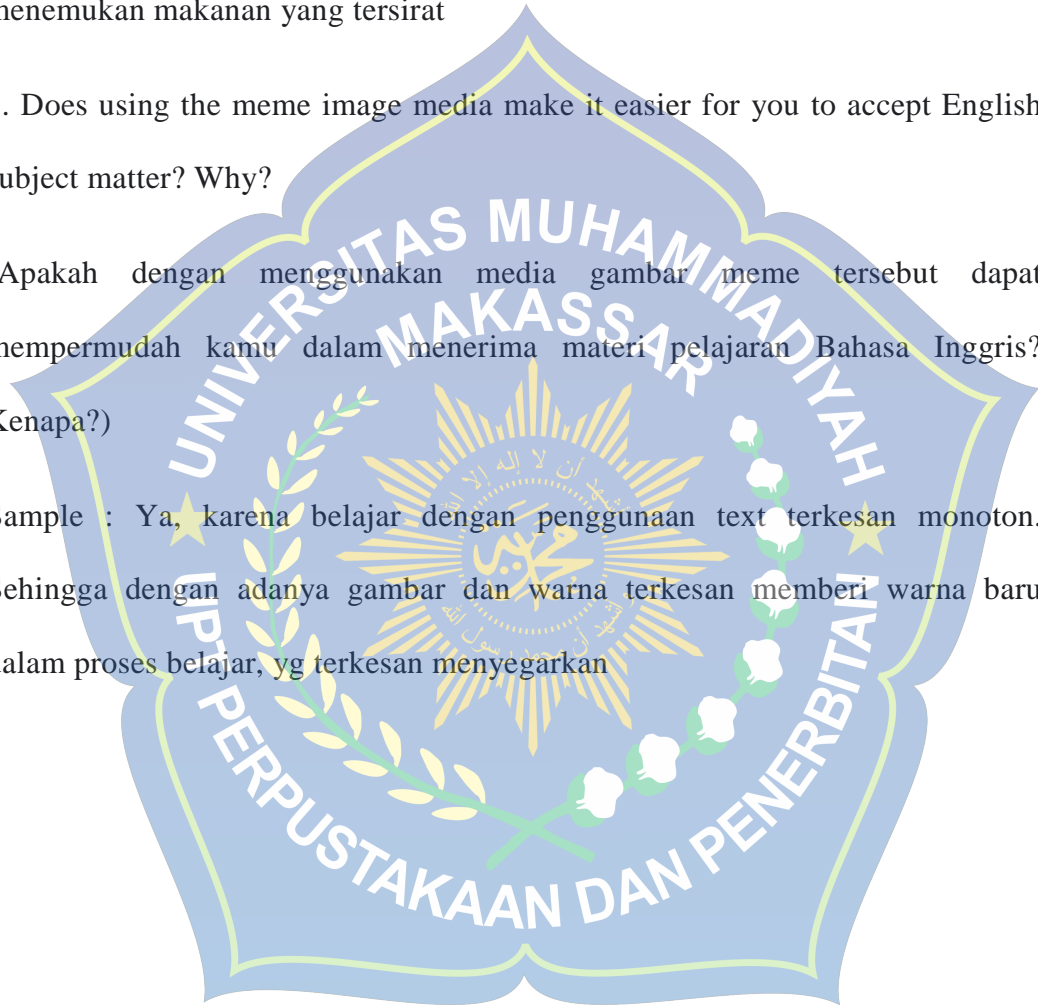 menemukan makanan yang tersirat
. Does using the meme image media make it easier for you to accept English
subject matter? Why?
Apakah dengan menggunakan media gambar meme tersebut dapat
mempermudah kamu dalam menerima materi pelajaran Bahasa Inggris?
Kenapa?)
Sample : Ya, karena belajar dengan penggunaan text terkesan monoton.
Sehingga dengan adanya gambar dan warna terkesan memberi warna baru
dalam proses belajar, yg terkesan menyegarkan
UNIVERSITAS MUHAMMADIYAH
MAKASSAR
UPT PERPUSTAKAAN DAN PENERBITAN